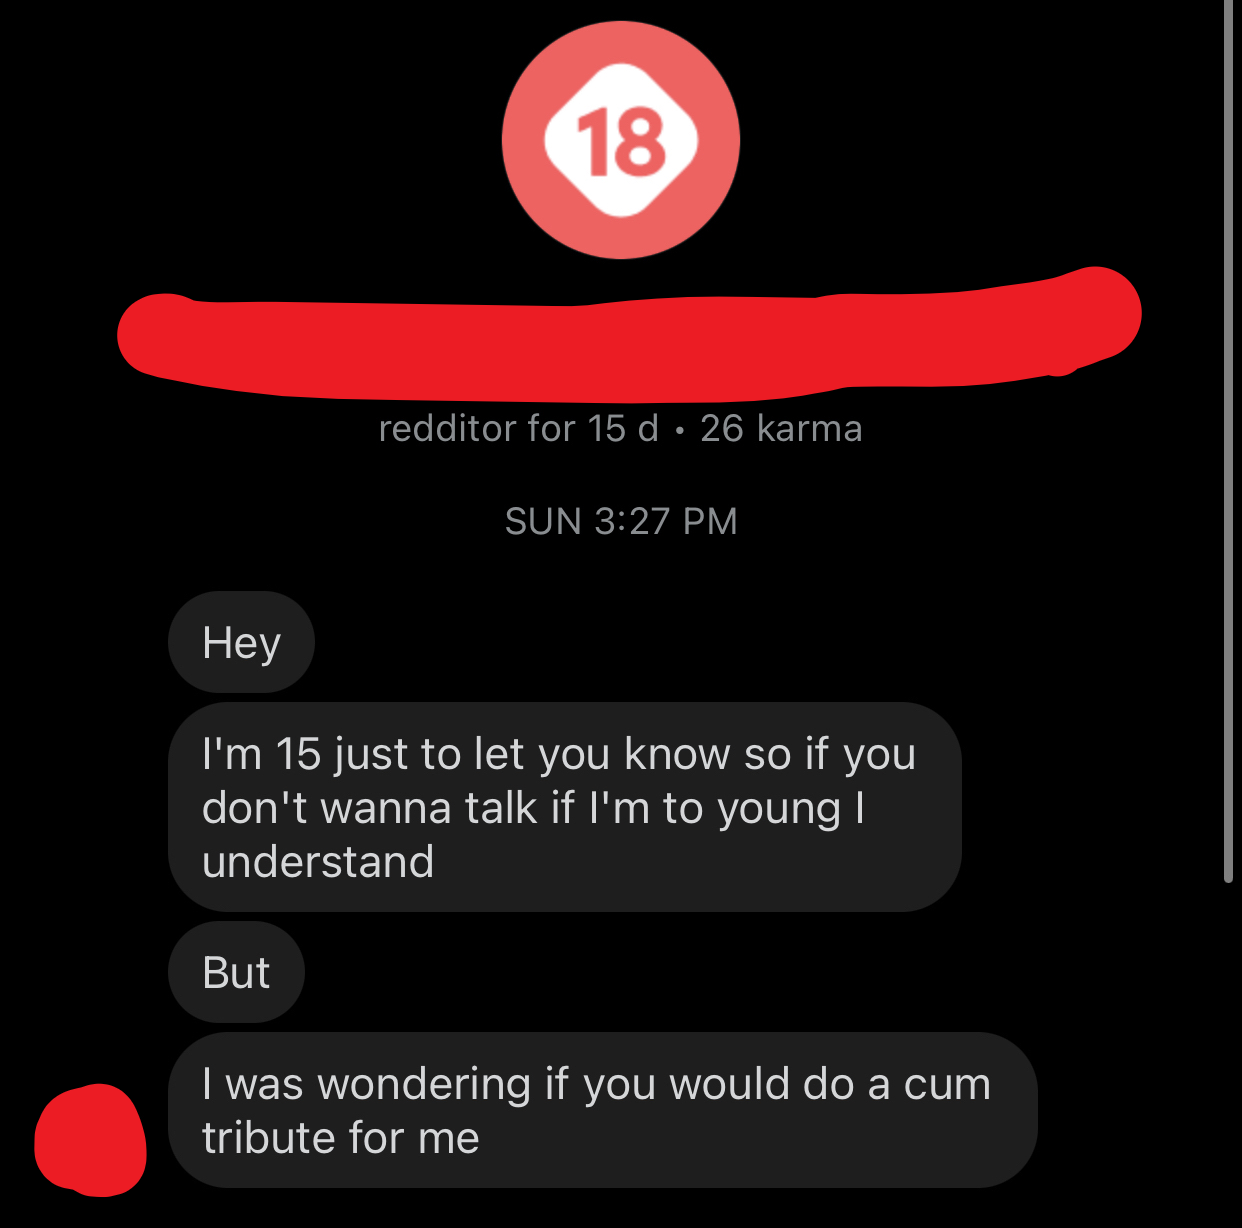 18
redditor for 15 d • 26 karma
SUN 3:27 PM
Hey
I'm 15 just to let you know so if you
don't wanna talk if I'm to young I
understand
But
I was wondering if you would do a cum
tribute for me